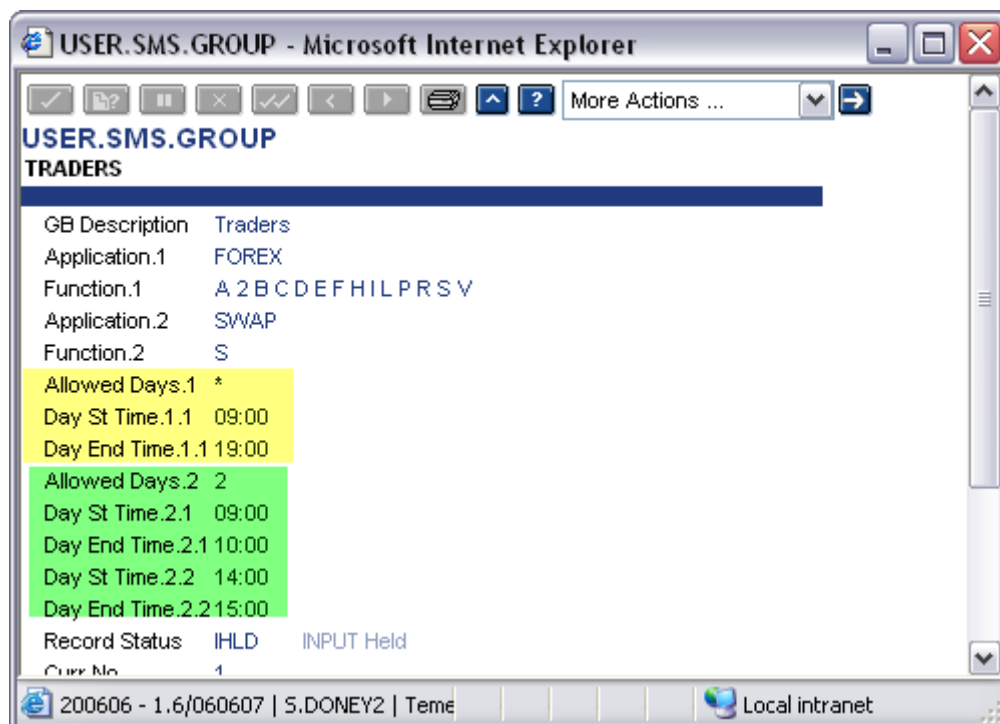 USER.SMS.GROUP - Microsoft Internet Explorer
More Actions ...
USER.SMS.GROUP
TRADERS
GB Description Traders
Application.1 FOREX
Function.1 A 2 B C D E F H I L P R S V
Application.2 SWAP
Function.2 S
Allowed Days.1 *
Day St Time.1.1 09:00
Day End Time.1.1 19:00
Allowed Days.2 2
Day St Time.2.1 09:00
Day End Time.2.1 10:00
Day St Time.2.2 14:00
Day End Time.2.2 15:00
Record Status IHLD INPUT Held
Curr No 1
200606 - 1.6/060607 | S.DONEY2 | Teme
Local intranet